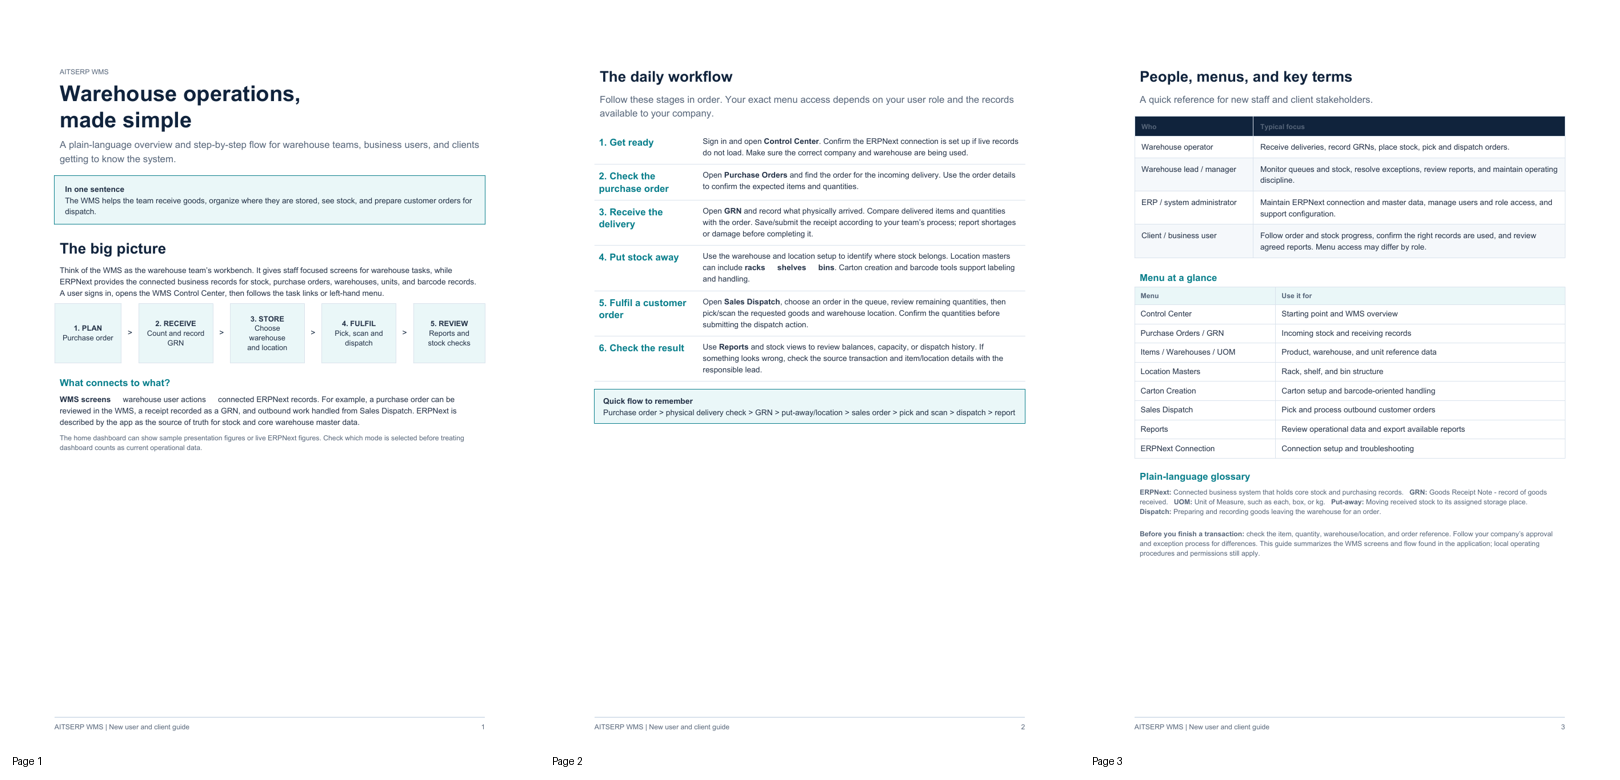 AITSERP WMS
Warehouse operations,
made simple
A plain-language overview and step-by-step flow for warehouse teams, business users, and clients
getting to know the system.
In one sentence
The WMS helps the team receive goods, organize where they are stored, see stock, and prepare customer orders for
dispatch.
The big picture
Think of the WMS as the warehouse team's workbench. It gives staff focused screens for warehouse tasks, while
ERPNext provides the connected business records for stock, purchase orders, warehouses, units, and barcode records.
A user signs in, opens the WMS Control Center, then follows the task links or left-hand menu.
1. PLAN
Purchase order
>
2. RECEIVE
Count and record
GRN
>
3. STORE
Choose
warehouse
and location
>
4. FULFIL
Pick, scan and
dispatch
>
5. REVIEW
Reports and
stock checks
What connects to what?
WMS screens warehouse user actions connected ERPNext records. For example, a purchase order can be
reviewed in the WMS, a receipt recorded as a GRN, and outbound work handled from Sales Dispatch. ERPNext is
described by the app as the source of truth for stock and core warehouse master data.
The home dashboard can show sample presentation figures or live ERPNext figures. Check which mode is selected before treating
dashboard counts as current operational data.
AITSERP WMS | New user and client guide 1
Page 1
The daily workflow
Follow these stages in order. Your exact menu access depends on your user role and the records
available to your company.
1. Get ready
Sign in and open Control Center. Confirm the ERPNext connection is set up if live records
do not load. Make sure the correct company and warehouse are being used.
2. Check the
purchase order
Open Purchase Orders and find the order for the incoming delivery. Use the order details
to confirm the expected items and quantities.
3. Receive the
delivery
Open GRN and record what physically arrived. Compare delivered items and quantities
with the order. Save/submit the receipt according to your team's process; report shortages
or damage before completing it.
4. Put stock away
Use the warehouse and location setup to identify where stock belongs. Location masters
can include racks shelves bins. Carton creation and barcode tools support labeling
and handling.
5. Fulfil a customer
order
Open Sales Dispatch, choose an order in the queue, review remaining quantities, then
pick/scan the requested goods and warehouse location. Confirm the quantities before
submitting the dispatch action.
6. Check the result
Use Reports and stock views to review balances, capacity, or dispatch history. If
something looks wrong, check the source transaction and item/location details with the
responsible lead.
Quick flow to remember
Purchase order > physical delivery check > GRN > put-away/location > sales order > pick and scan > dispatch > report
AITSERP WMS | New user and client guide 2
Page 2
People, menus, and key terms
A quick reference for new staff and client stakeholders.
Who Typical focus
Warehouse operator Receive deliveries, record GRNs, place stock, pick and dispatch orders.
Warehouse lead / manager Monitor queues and stock, resolve exceptions, review reports, and maintain operating
discipline.
ERP / system administrator Maintain ERPNext connection and master data, manage users and role access, and
support configuration.
Client / business user Follow order and stock progress, confirm the right records are used, and review
agreed reports. Menu access may differ by role.
Menu at a glance
Menu Use it for
Control Center Starting point and WMS overview
Purchase Orders / GRN Incoming stock and receiving records
Items / Warehouses / UOM Product, warehouse, and unit reference data
Location Masters Rack, shelf, and bin structure
Carton Creation Carton setup and barcode-oriented handling
Sales Dispatch Pick and process outbound customer orders
Reports Review operational data and export available reports
ERPNext Connection Connection setup and troubleshooting
Plain-language glossary
ERPNext: Connected business system that holds core stock and purchasing records. GRN: Goods Receipt Note - record of goods
received. UOM: Unit of Measure, such as each, box, or kg. Put-away: Moving received stock to its assigned storage place.
Dispatch: Preparing and recording goods leaving the warehouse for an order.
Before you finish a transaction: check the item, quantity, warehouse/location, and order reference. Follow your company's approval
and exception process for differences. This guide summarizes the WMS screens and flow found in the application; local operating
procedures and permissions still apply.
AITSERP WMS | New user and client guide 3
Page 3